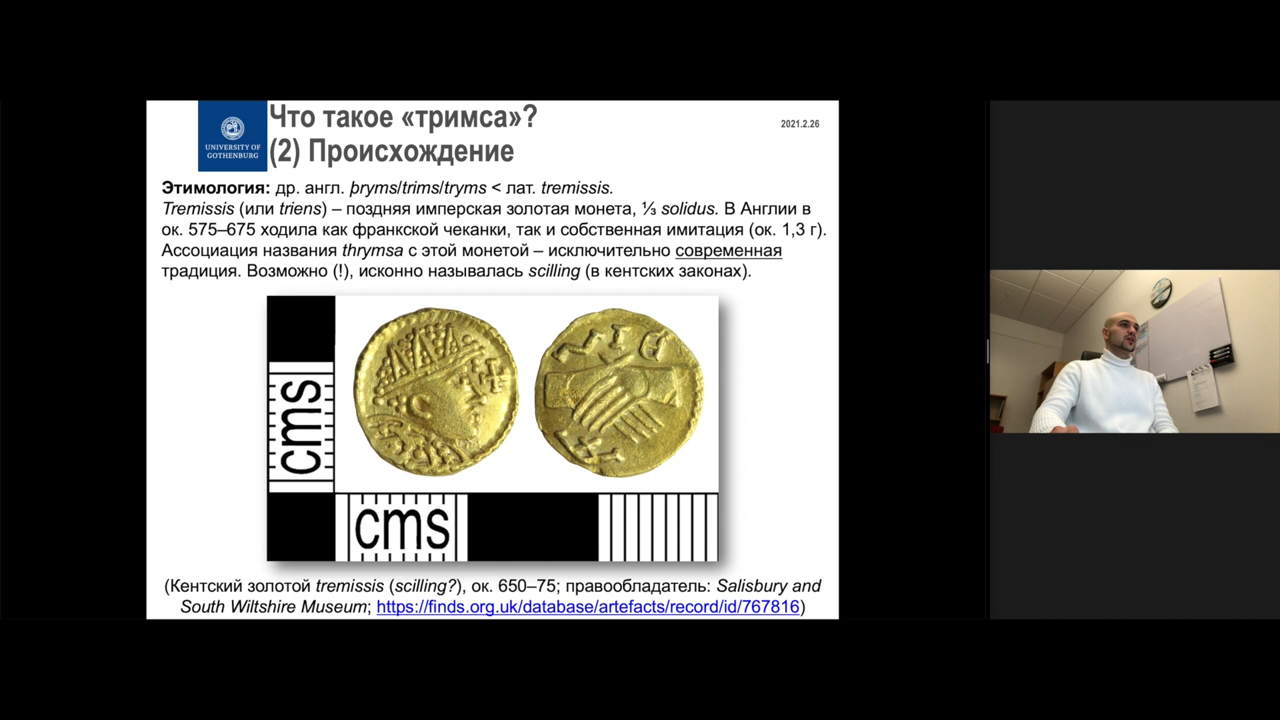 Что такое «тримса»?
(2) Происхождение
2021.2.26
UNIVERSITY OF
GOTHENBURG
Этимология: др. англ. þryms/trims/tryms < лат. tremissis.
Tremissis (или triens) – поздняя имперская золотая монета, ⅓ solidus. В Англии в
ок. 575–675 ходила как франкской чеканки, так и собственная имитация (ок. 1,3 г).
Ассоциация названия thrymsa с этой монетой – исключительно современная
традиция. Возможно (!), исконно называлась scilling (в кентских законах).
cms
cms
(Кентский золотой tremissis (scilling?), ок. 650–75; правообладатель: Salisbury and
South Wiltshire Museum; https://finds.org.uk/database/artefacts/record/id/767816)